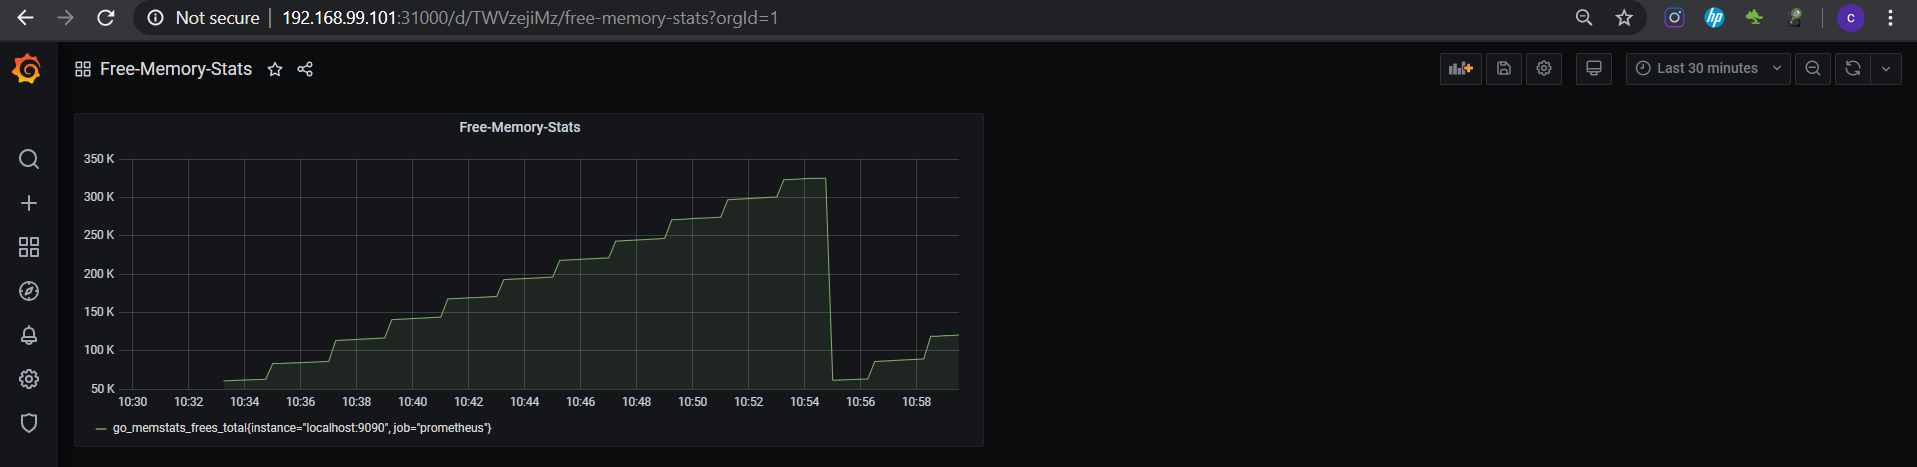 Not secure | 192.168.99.101:31000/d/TWVzejiMz/free-memory-stats?orgId=1
hp
c
Free-Memory-Stats
Last 30 minutes
Free-Memory-Stats
350 K
300 K
250 K
200 K
150 K
100 K
50 K
10:30 10:32 10:34 10:36 10:38 10:40 10:42 10:44 10:46 10:48 10:50 10:52 10:54 10:56 10:58
go_memstats_frees_total{instance="localhost:9090", job="prometheus"}